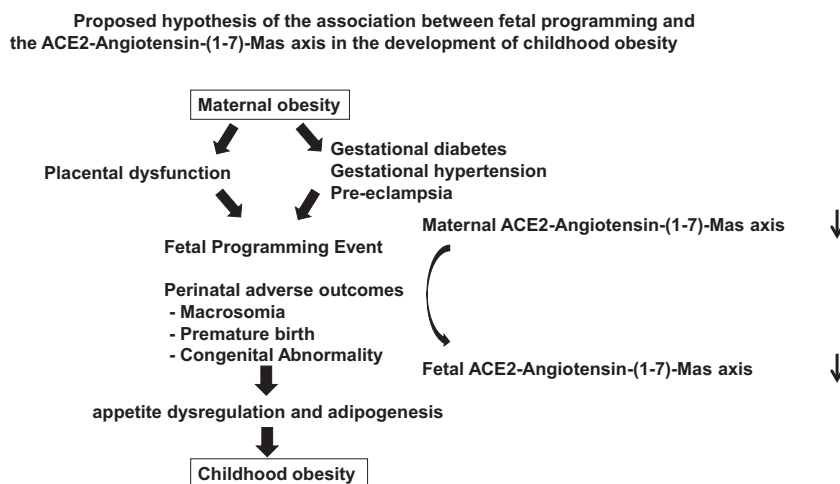 Proposed hypothesis of the association between fetal programming and
the ACE2-Angiotensin-(1-7)-Mas axis in the development of childhood obesity
Maternal obesity
Placental dysfunction
Gestational diabetes
Gestational hypertension
Pre-eclampsia
Maternal ACE2-Angiotensin-(1-7)-Mas axis
Fetal Programming Event
Perinatal adverse outcomes
- Macrosomia
- Premature birth
- Congenital Abnormality
Fetal ACE2-Angiotensin-(1-7)-Mas axis
appetite dysregulation and adipogenesis
Childhood obesity